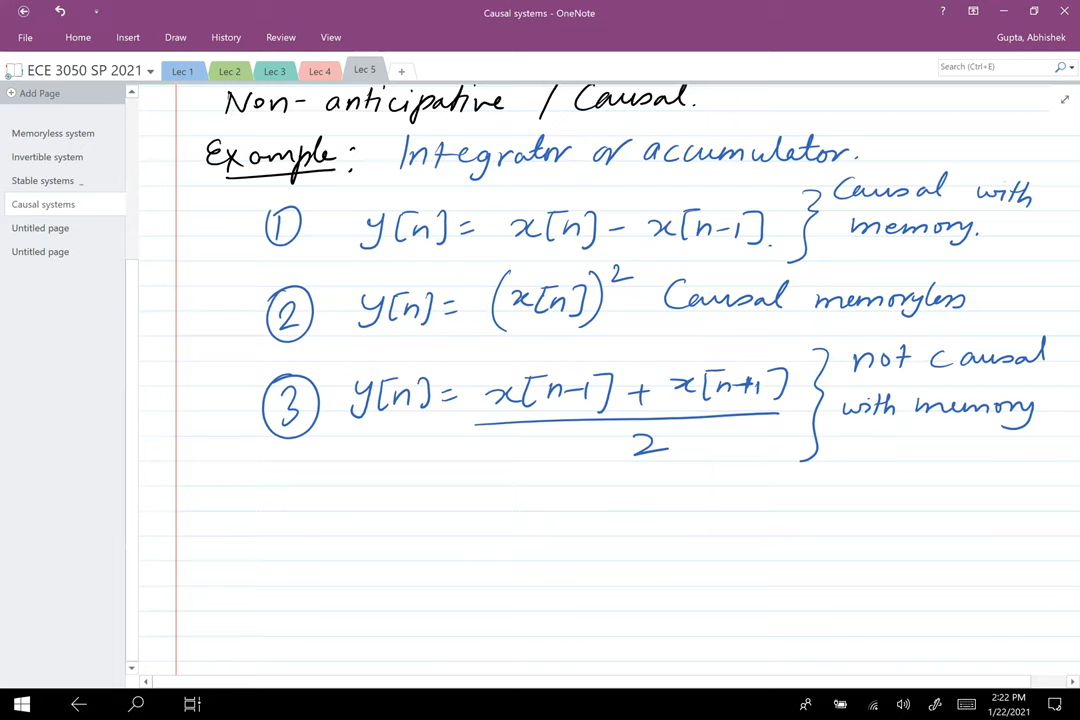 Causal systems - OneNote
File Home Insert Draw History Review View
Gupta, Abhishek
ECE 3050 SP 2021
Lec 1 Lec 2 Lec 3 Lec 4 Lec 5
Search (Ctrl+E)
Add Page
Memoryless system
Invertible system
Stable systems _
Causal systems
Untitled page
Untitled page
Non-anticipative / Causal.
Example: Integrator or accumulator.
① y[n] = x[n] - x[n-1]. } Causal with memory.
② y[n] = (x[n])² Causal memoryless
③ y[n] = x[n-1] + x[n+1] } not causal with memory
2
2:22 PM
1/22/2021